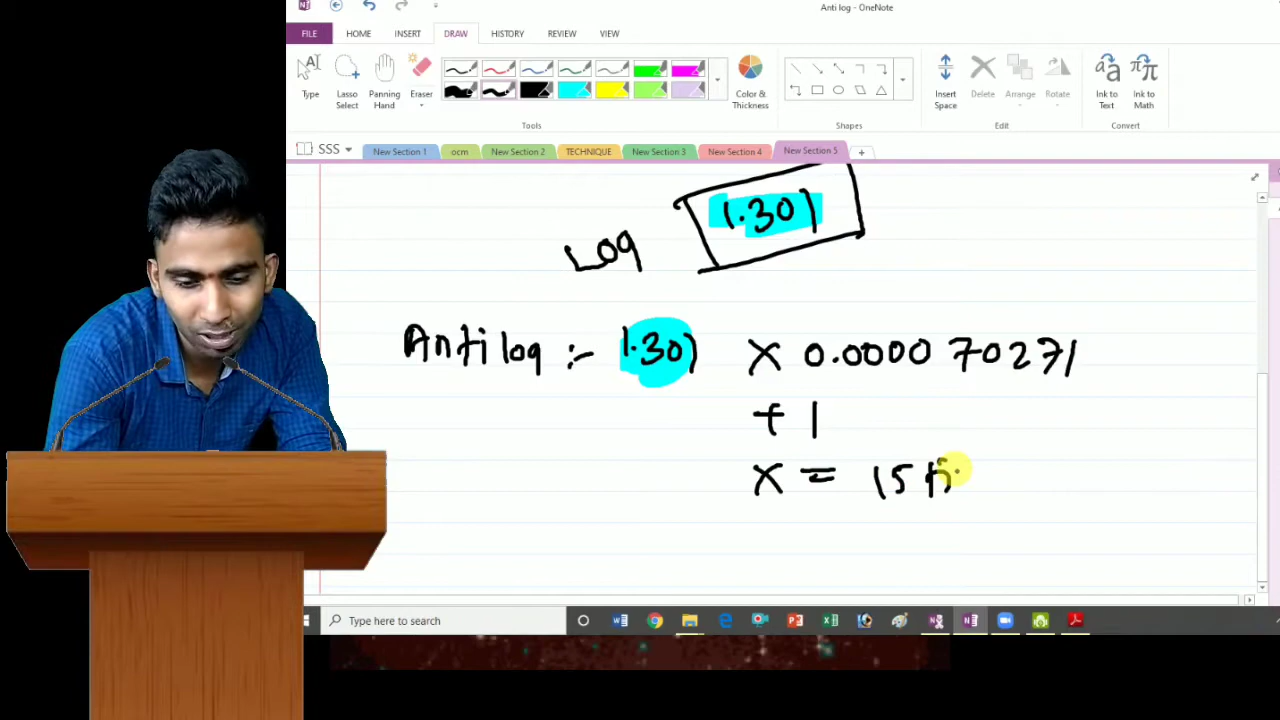 Anti log - OneNote
FILE HOME INSERT DRAW HISTORY REVIEW VIEW
Type Lasso Select Panning Hand Eraser Color & Thickness Insert Space Delete Arrange Rotate Ink to Text Ink to Math
Tools Shapes Edit Convert
SSS New Section 1 ocm New Section 2 TECHNIQUE New Section 3 New Section 4 New Section 5
Log 1.301
Antilog :- 1.301 X 0.000070271
+ 1
X = 15
Type here to search